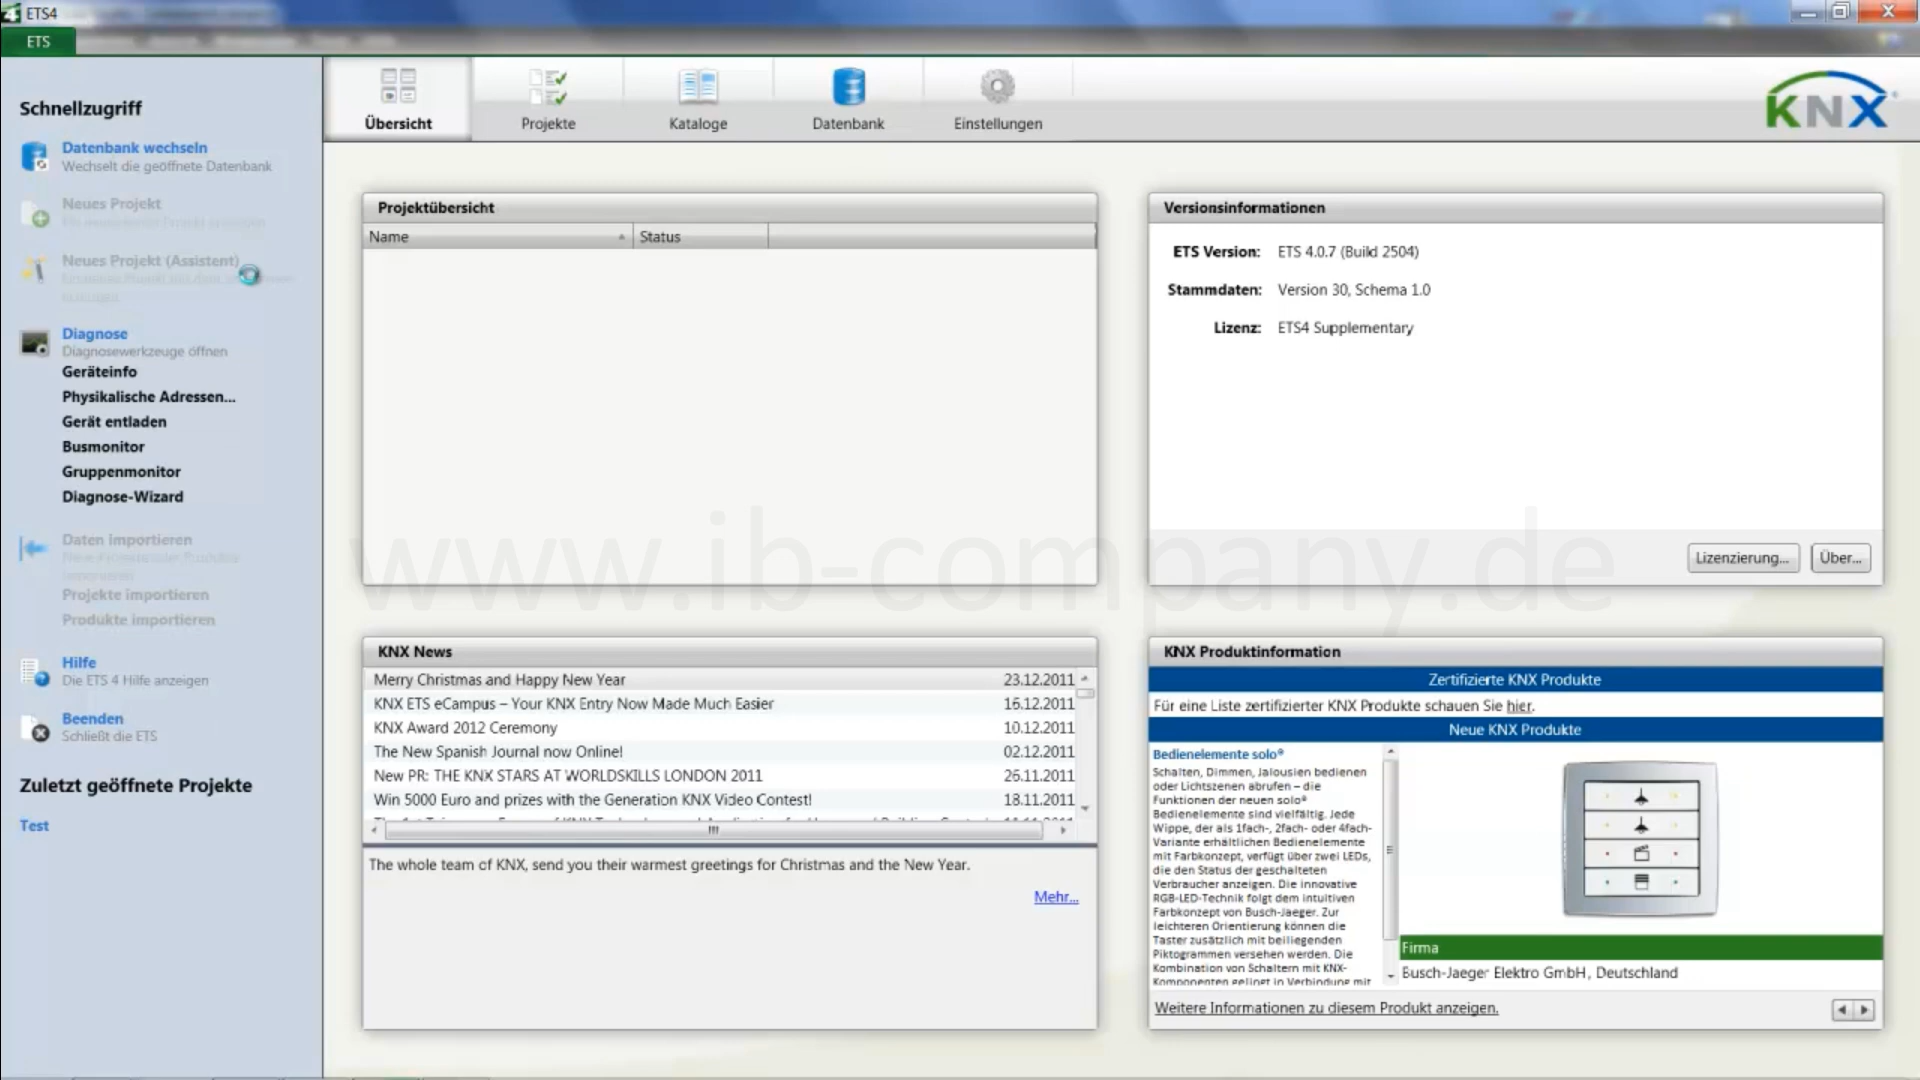 ETS4
ETS
Übersicht
Projekte
Kataloge
Datenbank
Einstellungen
KNX
Schnellzugriff
Datenbank wechseln
Wechselt die geöffnete Datenbank
Neues Projekt
Neues Projekt (Assistent)
Diagnose
Diagnosewerkzeuge öffnen
Geräteinfo
Physikalische Adressen...
Gerät entladen
Busmonitor
Gruppenmonitor
Diagnose-Wizard
Daten importieren
Projekte importieren
Produkte importieren
Hilfe
Die ETS 4 Hilfe anzeigen
Beenden
Schließt die ETS
Zuletzt geöffnete Projekte
Test
Projektübersicht
Name
Status
Versionsinformationen
ETS Version: ETS 4.0.7 (Build 2504)
Stammdaten: Version 30, Schema 1.0
Lizenz: ETS4 Supplementary
Lizenzierung...
Über...
www.ib-company.de
KNX News
Merry Christmas and Happy New Year 23.12.2011
KNX ETS eCampus – Your KNX Entry Now Made Much Easier 16.12.2011
KNX Award 2012 Ceremony 10.12.2011
The New Spanish Journal now Online! 02.12.2011
New PR: THE KNX STARS AT WORLDSKILLS LONDON 2011 26.11.2011
Win 5000 Euro and prizes with the Generation KNX Video Contest! 18.11.2011
The whole team of KNX, send you their warmest greetings for Christmas and the New Year.
Mehr...
KNX Produktinformation
Zertifizierte KNX Produkte
Für eine Liste zertifizierter KNX Produkte schauen Sie hier.
Neue KNX Produkte
Bedienelemente solo®
Schalten, Dimmen, Jalousien bedienen
oder Lichtszenen abrufen – die
Funktionen der neuen solo®
Bedienelemente sind vielfältig. Jede
Wippe, der als 1fach-, 2fach- oder 4fach-
Variante erhältlichen Bedienelemente
mit Farbkonzept, verfügt über zwei LEDs,
die den Status der geschalteten
Verbraucher anzeigen. Die innovative
RGB-LED-Technik folgt dem intuitiven
Farbkonzept von Busch-Jaeger. Zur
leichteren Orientierung können die
Taster zusätzlich mit beiliegenden
Piktogrammen versehen werden. Die
Kombination von Schaltern mit KNX-
Komponenten gelingt in Verbindung mit
Firma
Busch-Jaeger Elektro GmbH, Deutschland
Weitere Informationen zu diesem Produkt anzeigen.